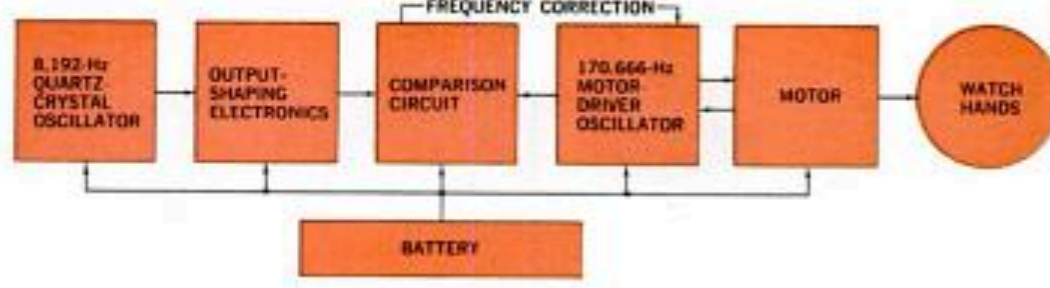 FREQUENCY CORRECTION
8,192-Hz
QUARTZ-
CRYSTAL
OSCILLATOR
OUTPUT-
SHAPING
ELECTRONICS
COMPARISON
CIRCUIT
170.666-Hz
MOTOR-
DRIVER
OSCILLATOR
MOTOR
WATCH
HANDS
BATTERY